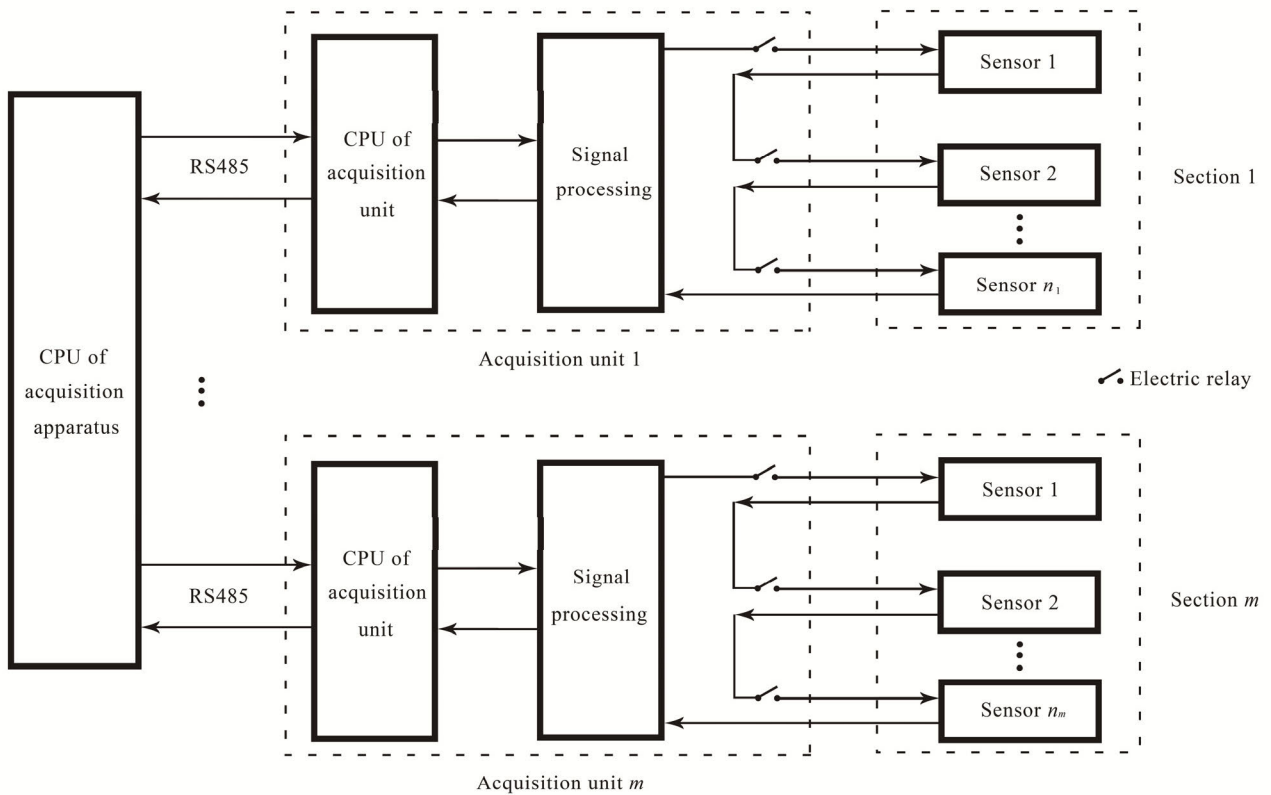 CPU of
acquisition
apparatus
RS485
CPU of
acquisition
unit
Signal
processing
Sensor 1
Sensor 2
Sensor n₁
Section 1
Acquisition unit 1
Electric relay
RS485
CPU of
acquisition
unit
Signal
processing
Sensor 1
Sensor 2
Sensor nₘ
Section m
Acquisition unit m